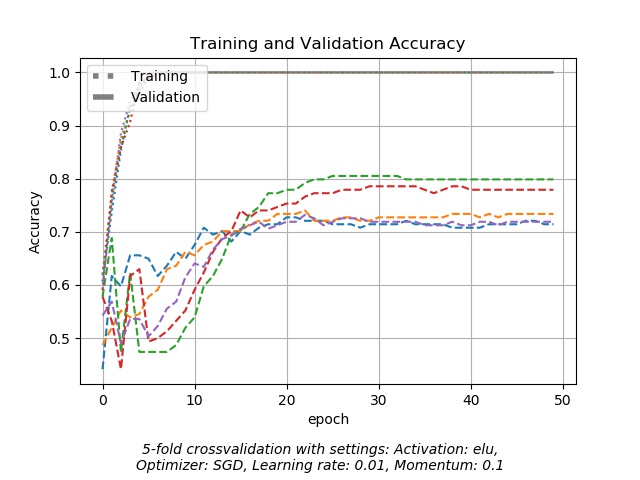 Training and Validation Accuracy
Training
Validation
1.0
0.9
0.8
0.7
0.6
0.5
Accuracy
0 10 20 30 40 50
epoch
5-fold crossvalidation with settings: Activation: elu,
Optimizer: SGD, Learning rate: 0.01, Momentum: 0.1